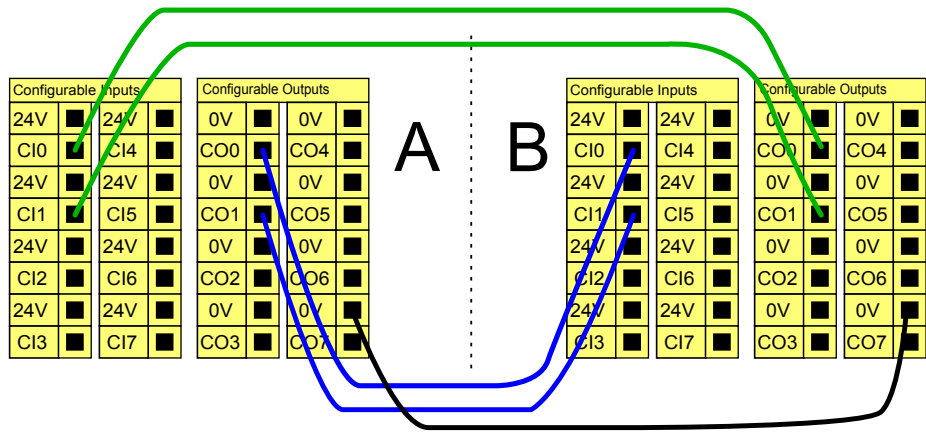 Configurable Inputs
24V 24V
CI0 CI4
24V 24V
CI1 CI5
24V 24V
CI2 CI6
24V 24V
CI3 CI7
Configurable Outputs
0V 0V
CO0 CO4
0V 0V
CO1 CO5
0V 0V
CO2 CO6
0V 0V
CO3 CO7
A
B
Configurable Inputs
24V 24V
CI0 CI4
24V 24V
CI1 CI5
24V 24V
CI2 CI6
24V 24V
CI3 CI7
Configurable Outputs
0V 0V
CO0 CO4
0V 0V
CO1 CO5
0V 0V
CO2 CO6
0V 0V
CO3 CO7